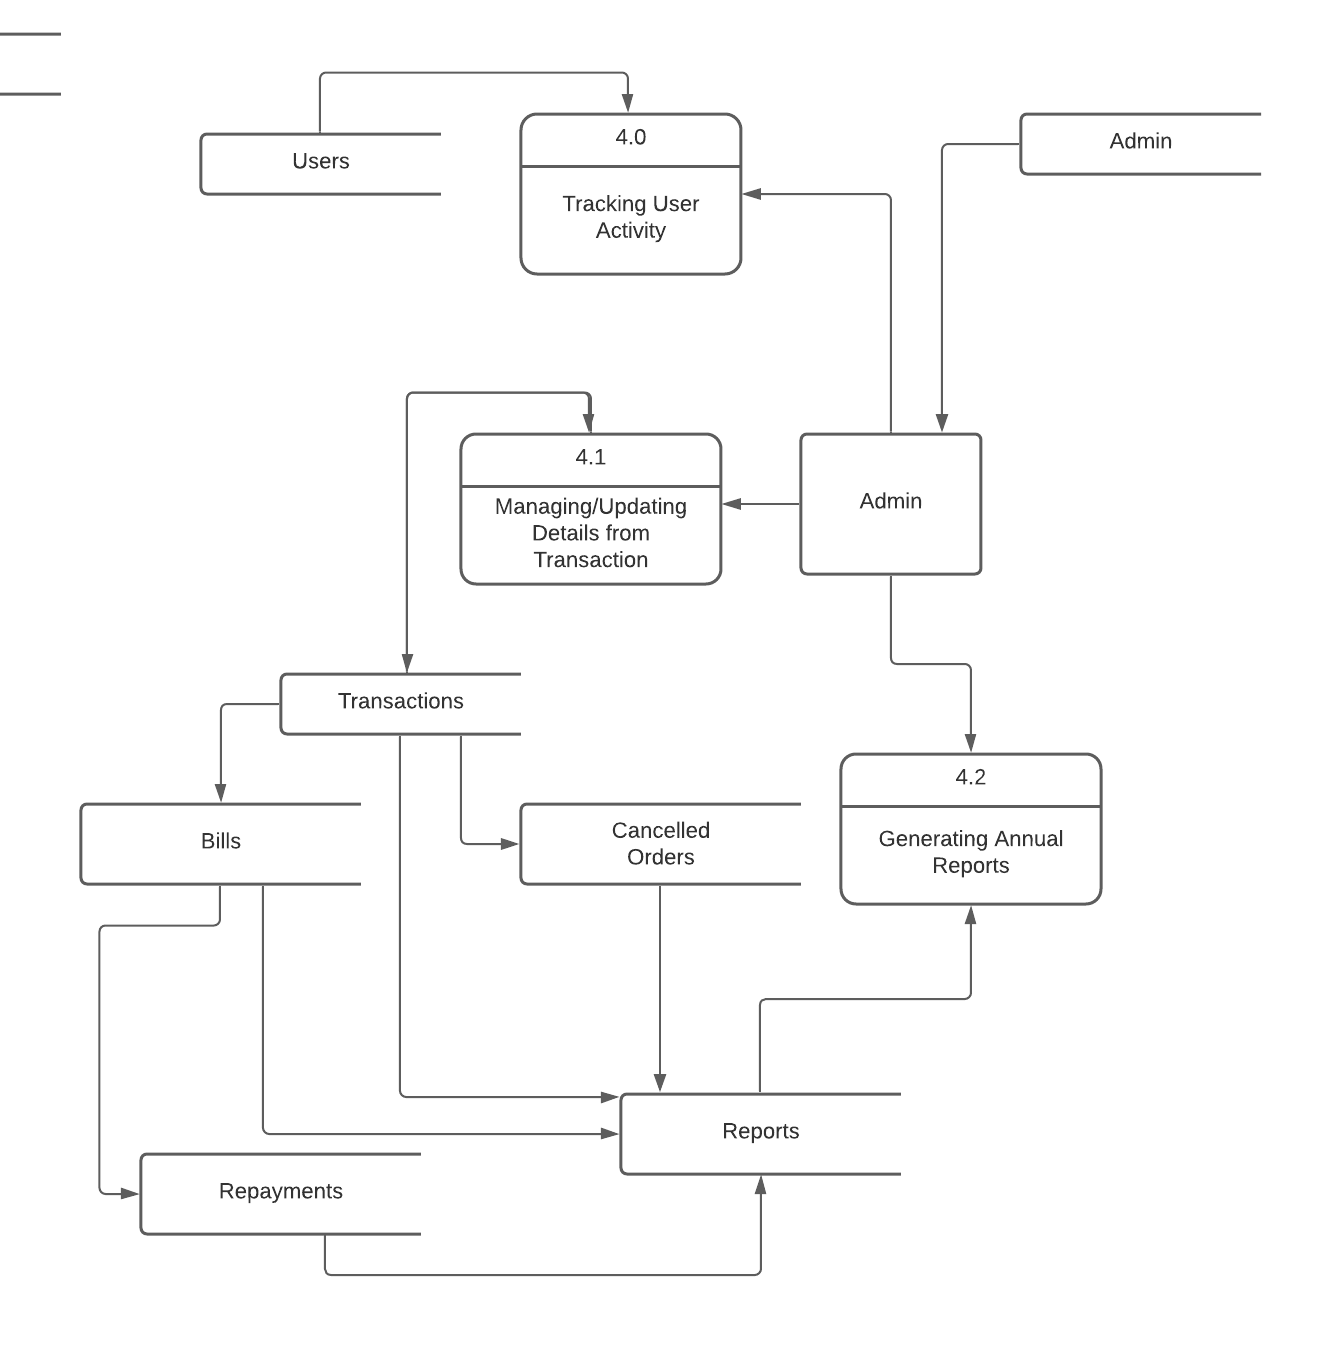 Users
4.0
Tracking User
Activity
Admin
4.1
Managing/Updating
Details from
Transaction
Admin
Transactions
4.2
Generating Annual
Reports
Bills
Cancelled
Orders
Reports
Repayments